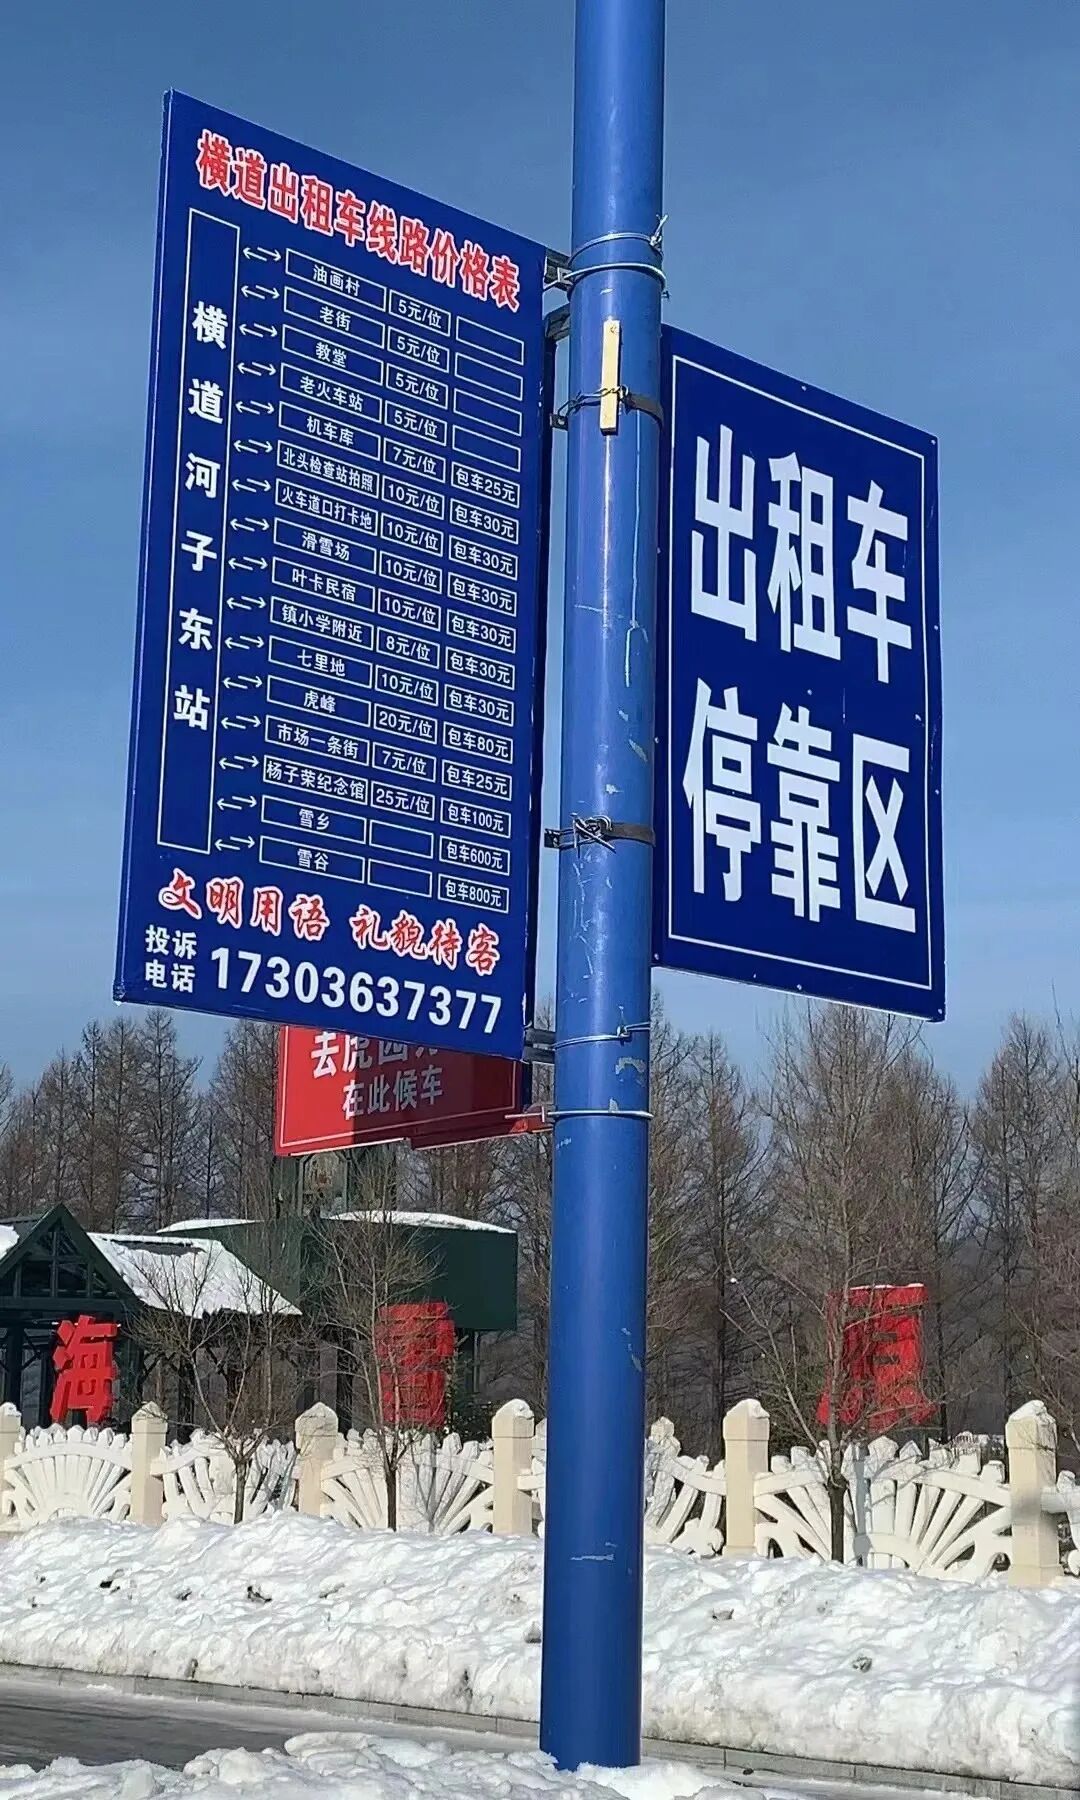 横道出租车线路价格表
横道河子东站
油画村 5元/位
老街 5元/位
教堂 5元/位
老火车站 5元/位
机车库 7元/位 包车25元
北头检查站拍照 10元/位 包车30元
火车道口打卡地 10元/位 包车30元
滑雪场 10元/位 包车30元
叶卡民宿 10元/位 包车30元
镇小学附近 8元/位 包车30元
七里地 10元/位 包车30元
虎峰 20元/位 包车80元
市场一条街 7元/位 包车25元
杨子荣纪念馆 25元/位 包车100元
雪乡 包车600元
雪谷 包车800元
文明用语 礼貌待客
投诉电话 17303637377
出租车
停靠区
去虎
在此候车
海雪原